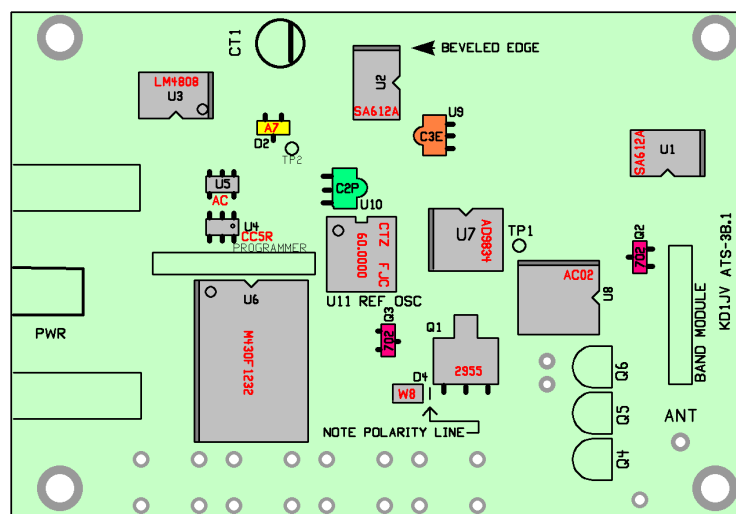 CT1
BEVELED EDGE
LM4808
U3
U2
SA612A
A7
D2
TP2
U9
C3E
SA612A
U1
U5
AC
C2P
U10
U4
CC5R
PROGRAMMER
CTZ FJC
60.0000
U11 REF OSC
U7
AD9834
TP1
Q2
702
AC02
U8
U6
M430F1232
PWR
Q3
702
Q1
2955
D4
W8
NOTE POLARITY LINE
Q6
Q5
Q4
BAND MODULE
KD1JV ATS-3B.1
ANT